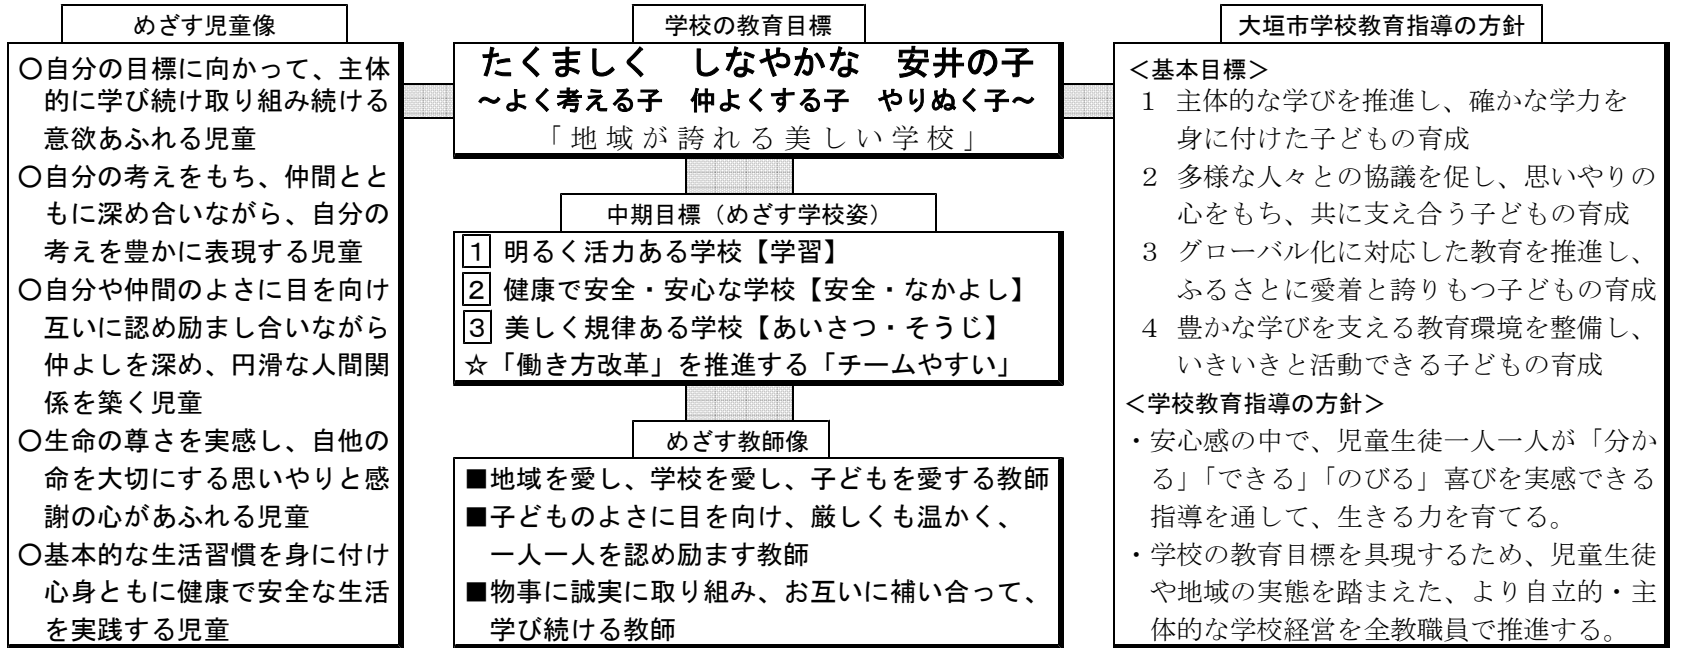 めざす児童像
○自分の目標に向かって、主体
的に学び続け取り組み続ける
意欲あふれる児童
○自分の考えをもち、仲間とと
もに深め合いながら、自分の
考えを豊かに表現する児童
○自分や仲間のよさに目を向け
互いに認め励まし合いながら
仲よしを深め、円滑な人間関
係を築く児童
○生命の尊さを実感し、自他の
命を大切にする思いやりと感
謝の心があふれる児童
○基本的な生活習慣を身に付け
心身ともに健康で安全な生活
を実践する児童
学校の教育目標
たくましく　しなやかな　安井の子
～よく考える子　仲よくする子　やりぬく子～
「地域が誇れる美しい学校」
中期目標（めざす学校姿）
1 明るく活力ある学校【学習】
2 健康で安全・安心な学校【安全・なかよし】
3 美しく規律ある学校【あいさつ・そうじ】
☆「働き方改革」を推進する「チームやすい」
めざす教師像
■地域を愛し、学校を愛し、子どもを愛する教師
■子どものよさに目を向け、厳しくも温かく、
一人一人を認め励ます教師
■物事に誠実に取り組み、お互いに補い合って、
学び続ける教師
大垣市学校教育指導の方針
＜基本目標＞
１　主体的な学びを推進し、確かな学力を
身に付けた子どもの育成
２　多様な人々との協議を促し、思いやりの
心をもち、共に支え合う子どもの育成
３　グローバル化に対応した教育を推進し、
ふるさとに愛着と誇りもつ子どもの育成
４　豊かな学びを支える教育環境を整備し、
いきいきと活動できる子どもの育成
＜学校教育指導の方針＞
・安心感の中で、児童生徒一人一人が「分か
る」「できる」「のびる」喜びを実感できる
指導を通して、生きる力を育てる。
・学校の教育目標を具現するため、児童生徒
や地域の実態を踏まえた、より自立的・主
体的な学校経営を全教職員で推進する。